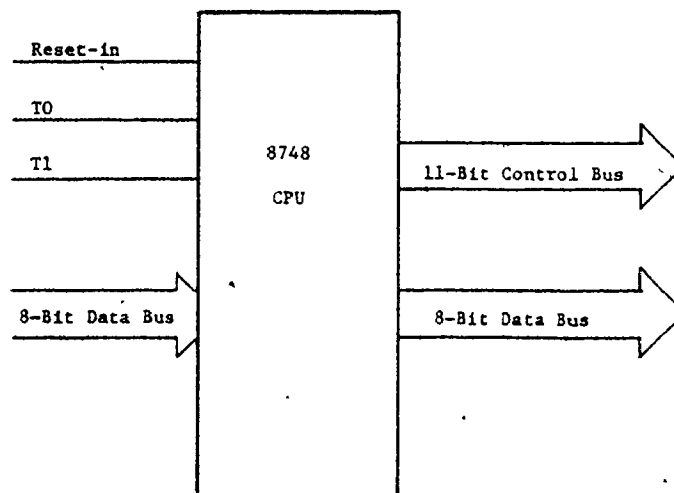 Reset-in
T0
T1
8748
CPU
11-Bit Control Bus
8-Bit Data Bus
8-Bit Data Bus